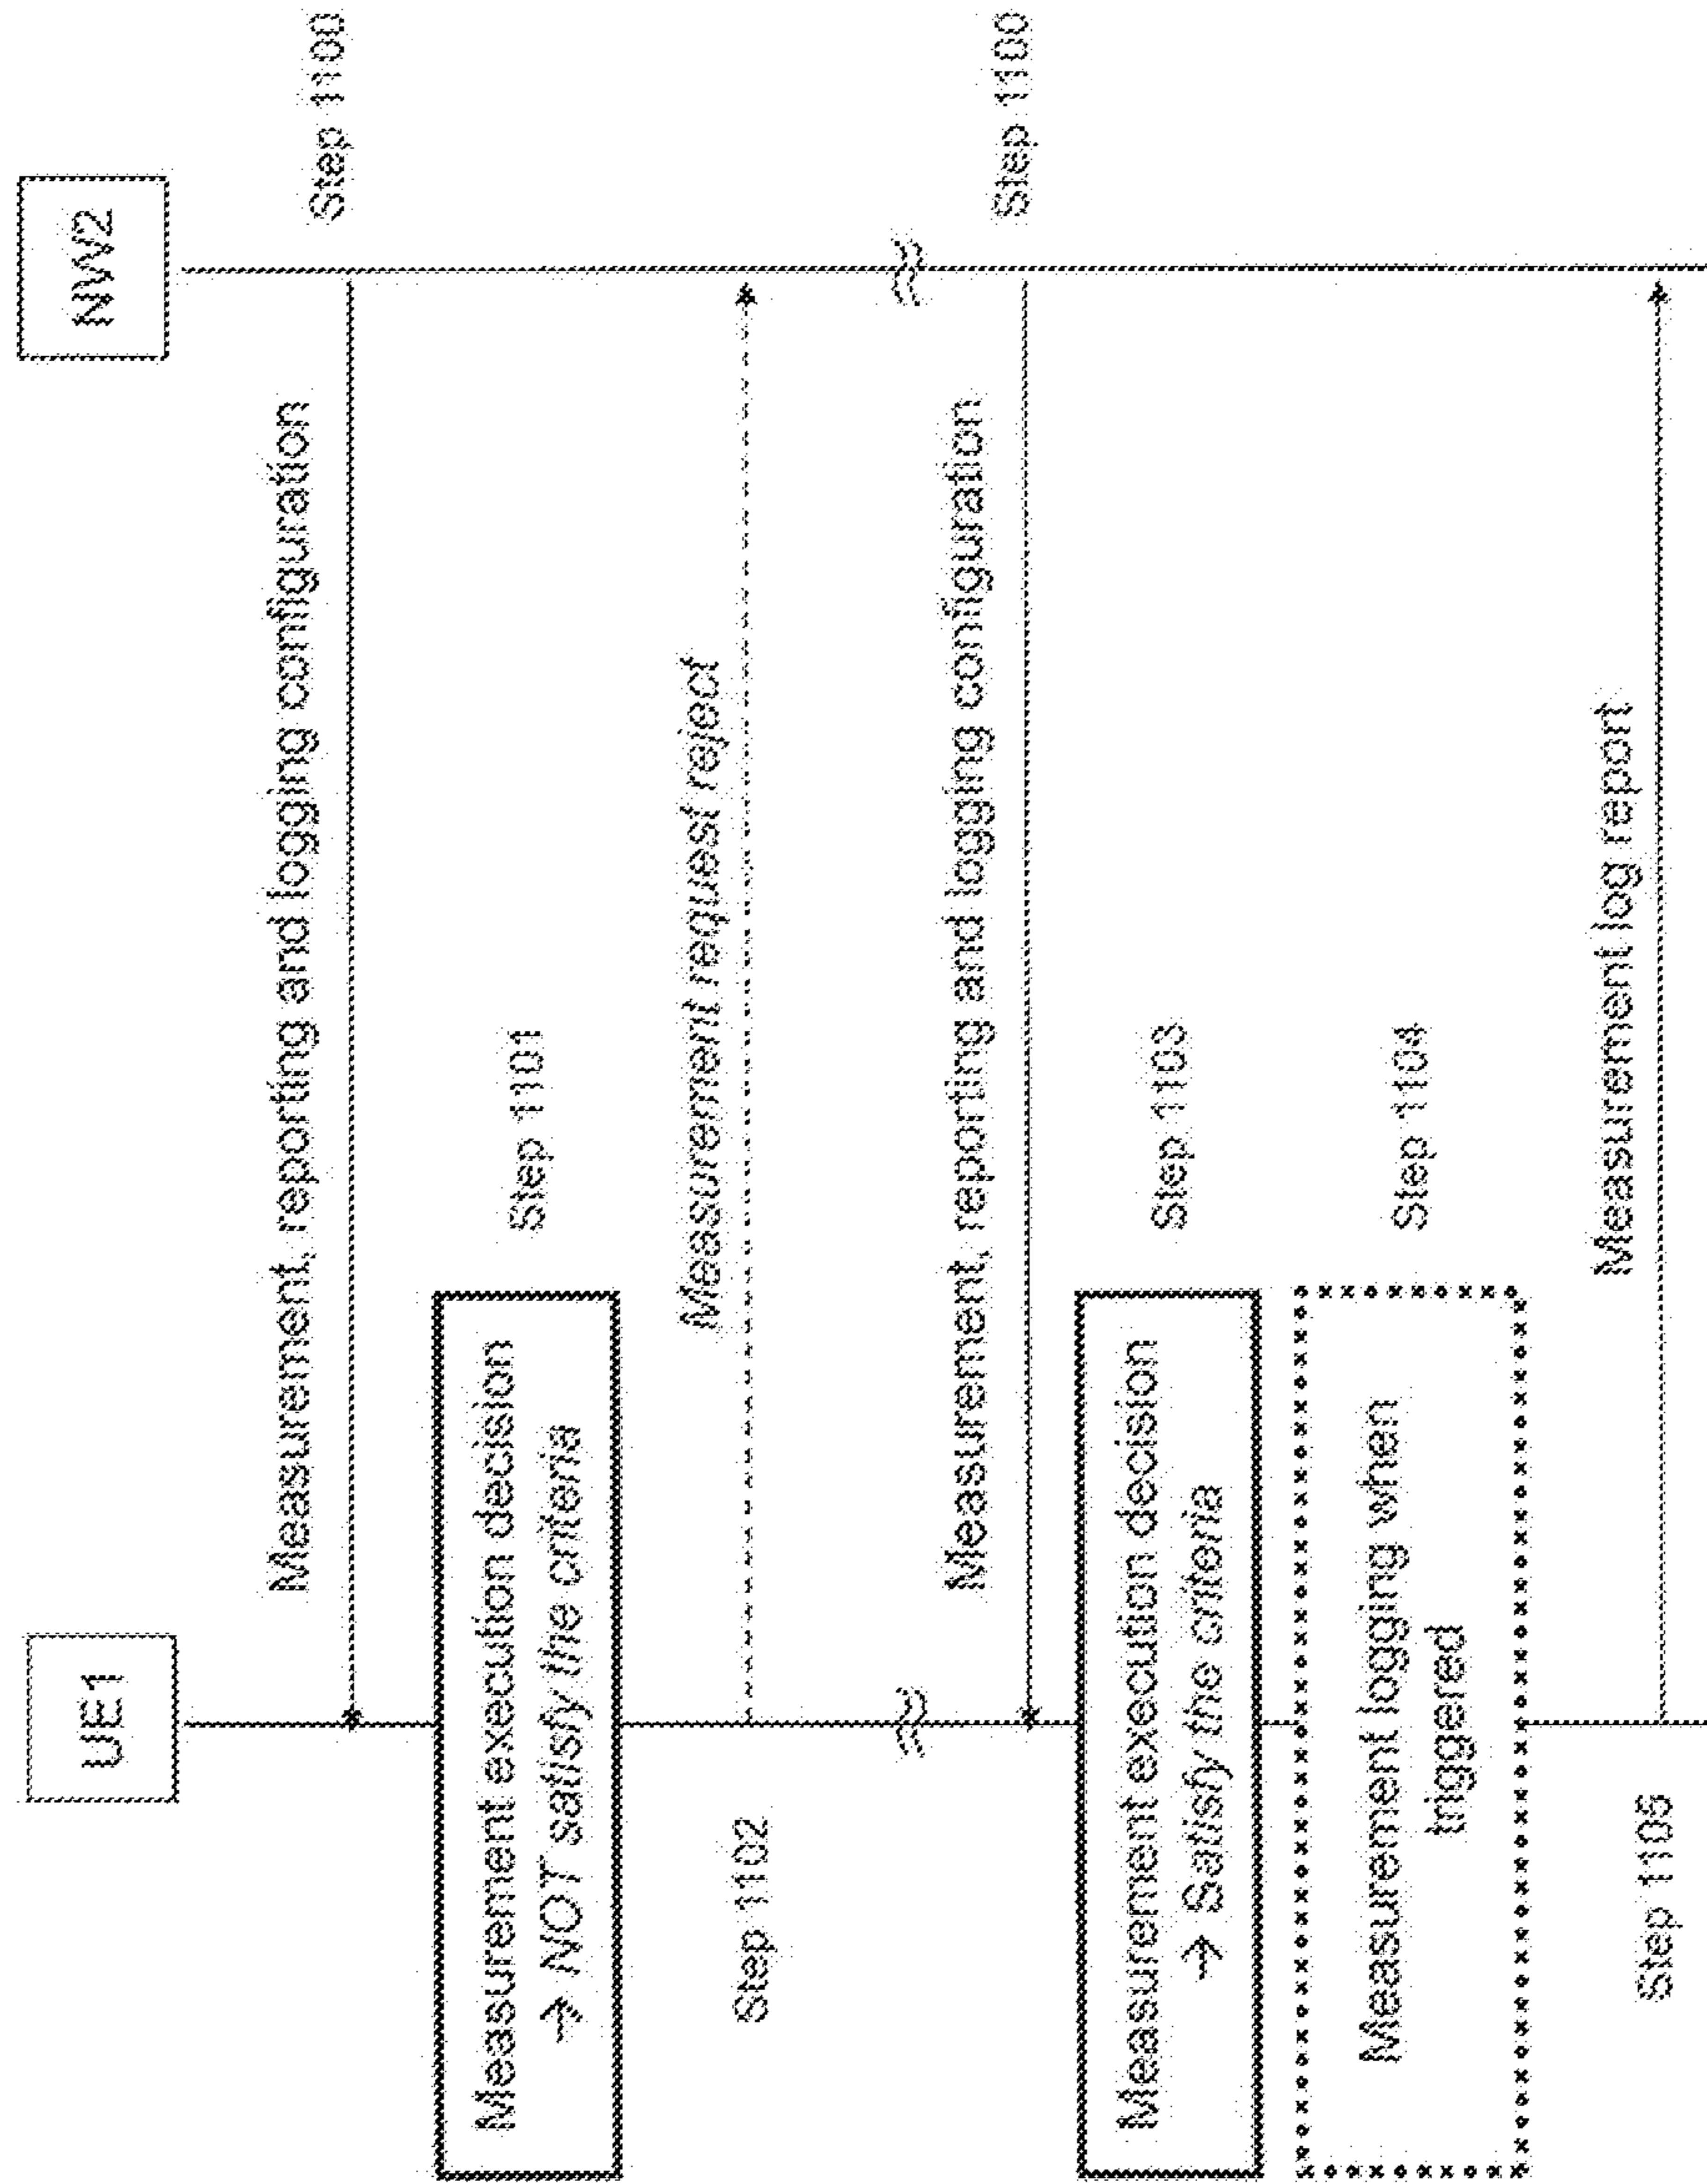 UE1
NW2
Measurement, reporting and logging configuration
Step 1100
Measurement execution decision
→ NOT satisfy the criteria
Step 1101
Measurement request reject
Step 1102
Measurement, reporting and logging configuration
Step 1100
Measurement execution decision
→ Satisfy the criteria
Step 1103
Measurement logging when
triggered
Step 1104
Measurement log report
Step 1105